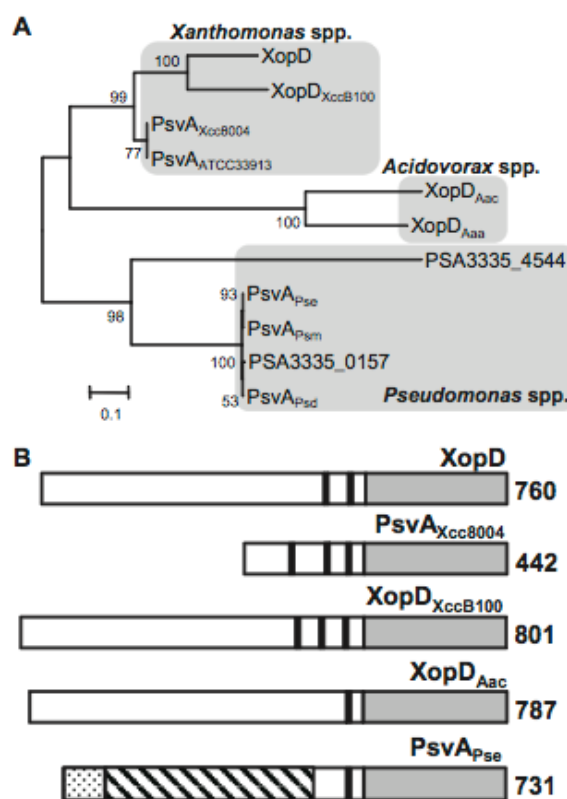 A
Xanthomonas spp.
XopD
100
XopDXccB100
99
PsvAXcc8004
77
PsvAATCC33913
Acidovorax spp.
XopDAac
100
XopDAaa
PSA3335_4544
93
PsvAPse
98
PsvAPsm
100
PSA3335_0157
53
PsvAPsd
Pseudomonas spp.
0.1
B
XopD
760
PsvAXcc8004
442
XopDXccB100
801
XopDAac
787
PsvAPse
731